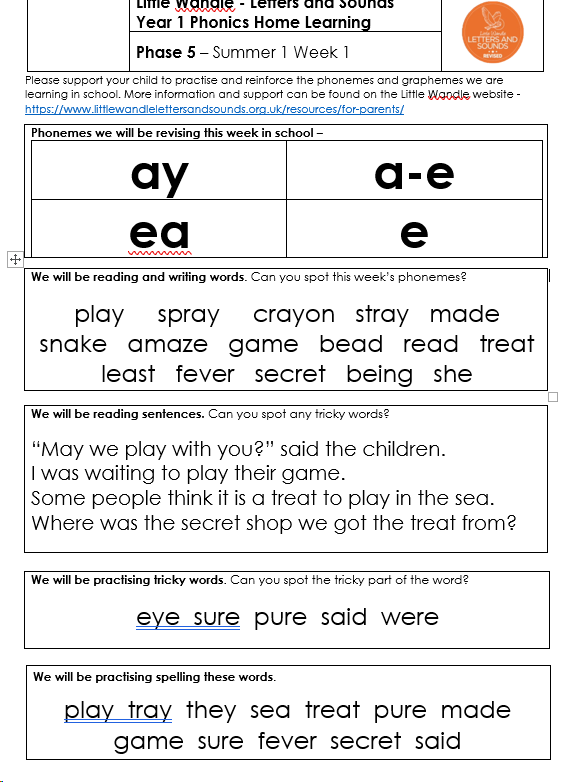 Little Wandle - Letters and Sounds
Year 1 Phonics Home Learning
Phase 5 – Summer 1 Week 1
Little Wandle
LETTERS AND
SOUNDS
REVISED
Please support your child to practise and reinforce the phonemes and graphemes we are
learning in school. More information and support can be found on the Little Wandle website -
https://www.littlewandlelettersandsounds.org.uk/resources/for-parents/
Phonemes we will be revising this week in school –
ay a-e
ea e
We will be reading and writing words. Can you spot this week's phonemes?
play spray crayon stray made
snake amaze game bead read treat
least fever secret being she
We will be reading sentences. Can you spot any tricky words?
“May we play with you?” said the children.
I was waiting to play their game.
Some people think it is a treat to play in the sea.
Where was the secret shop we got the treat from?
We will be practising tricky words. Can you spot the tricky part of the word?
eye sure pure said were
We will be practising spelling these words.
play tray they sea treat pure made
game sure fever secret said